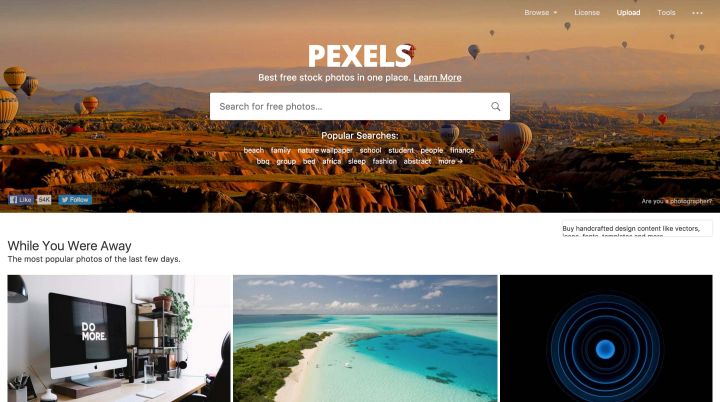 Browse License Upload Tools
PEXELS
Best free stock photos in one place. Learn More
Search for free photos...
Popular Searches:
beach family nature wallpaper school student people finance
bbq group bed africa sleep fashion abstract more →
Like 54K Follow
Are you a photographer?
Buy handcrafted design content like vectors,
icons, fonts, templates and more
While You Were Away
The most popular photos of the last few days.
DO
MORE.